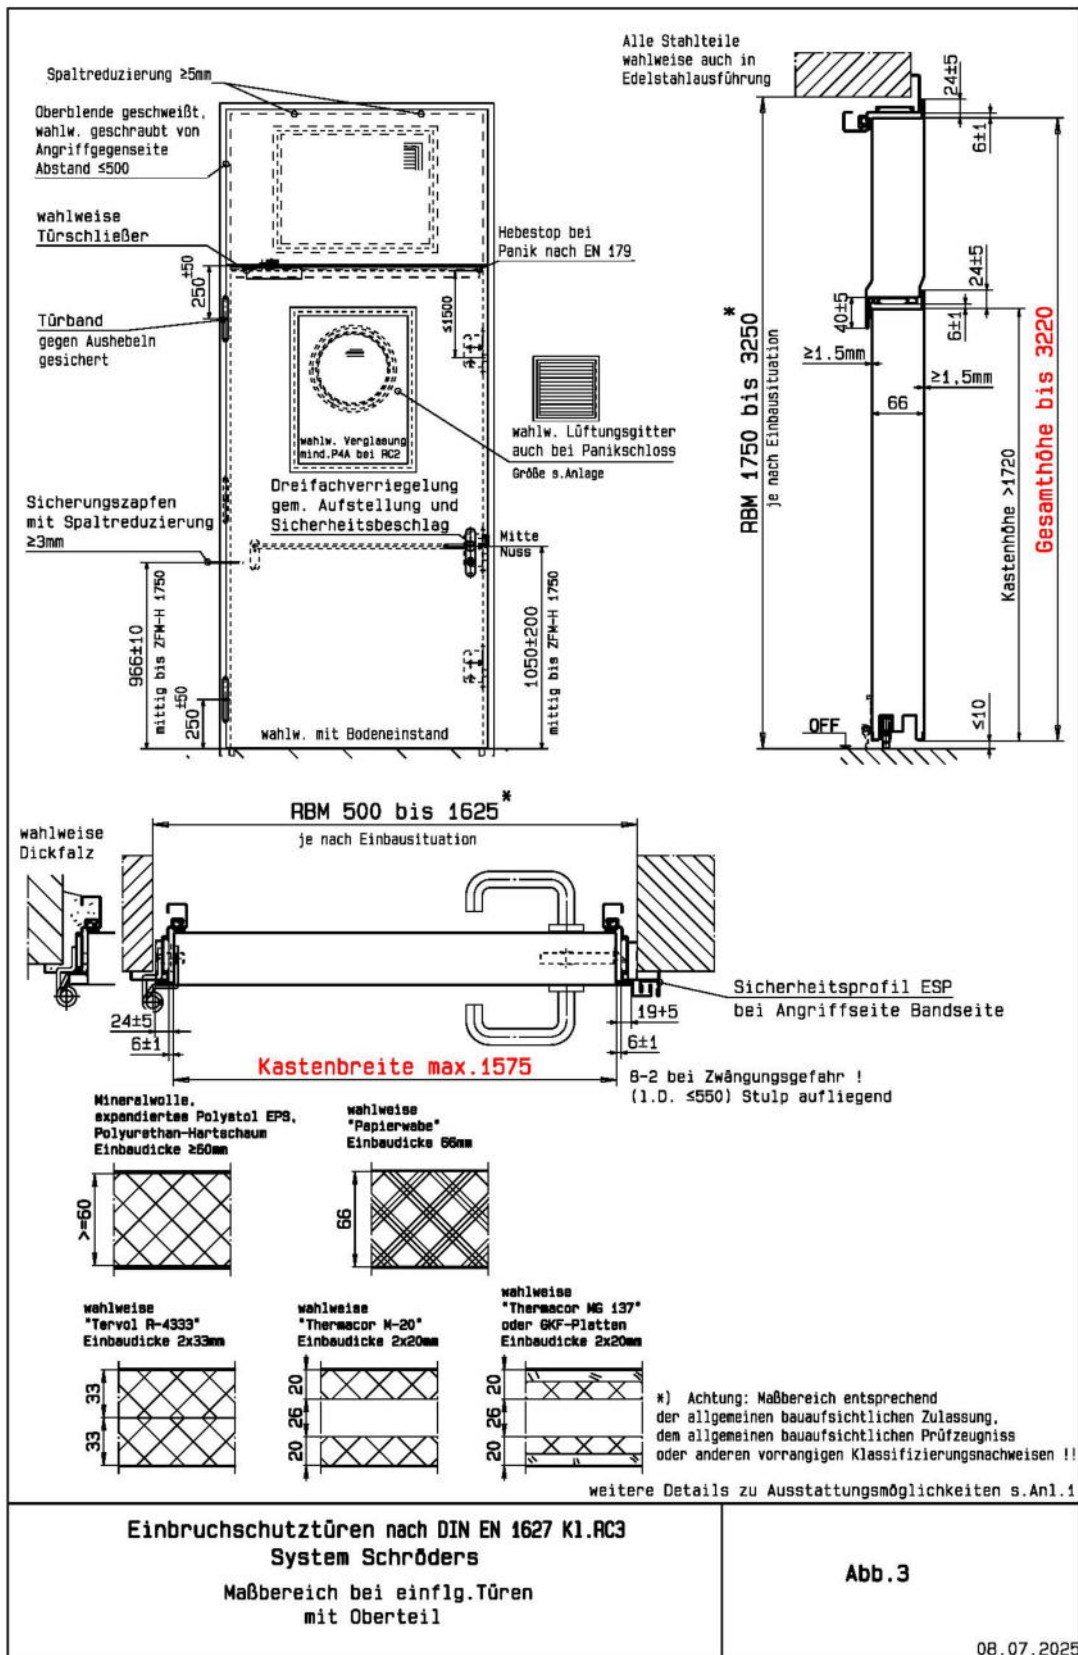 Spaltreduzierung ≥5mm
Oberblende geschweißt,
wahlw. geschraubt von
Angriffgegenseite
Abstand ≤500
wahlweise
Türschließer
250±50
Türband
gegen Aushebeln
gesichert
Hebestop bei
Panik nach EN 179
≤1500
wahlw. Verglasung
mind.P4A bei RC2
wahlw. Lüftungsgitter
auch bei Panikschloss
Größe s.Anlage
Dreifachverriegelung
gem. Aufstellung und
Sicherheitsbeschlag
Mitte
Nuss
Sicherungszapfen
mit Spaltreduzierung
≥3mm
966±10
mittig bis ZFM-H 1750
250±50
1050±200
mittig bis ZFM-H 1750
wahlw. mit Bodeneinstand
Alle Stahlteile
wahlweise auch in
Edelstahlausführung
24±5
6±1
24±5
40±5
6±1
≥1.5mm
≥1,5mm
66
RBM 1750 bis 3250*
je nach Einbausituation
Kastenhöhe >1720
Gesamthöhe bis 3220
≤10
OFF
RBM 500 bis 1625*
je nach Einbausituation
wahlweise
Dickfalz
24±5
6±1
19+5
6±1
Kastenbreite max.1575
Sicherheitsprofil ESP
bei Angriffseite Bandseite
8-2 bei Zwängungsgefahr !
(l.D. ≤550) Stulp aufliegend
Mineralwolle,
expandiertes Polystol EPS,
Polyurethan-Hartschaum
Einbaudicke ≥60mm
>=60
wahlweise
"Papierwabe"
Einbaudicke 66mm
66
wahlweise
"Tervol R-4333"
Einbaudicke 2x33mm
33
33
wahlweise
"Thermacor M-20"
Einbaudicke 2x20mm
20
26
20
wahlweise
"Thermacor MG 137"
oder GKF-Platten
Einbaudicke 2x20mm
20
26
20
*) Achtung: Maßbereich entsprechend
der allgemeinen bauaufsichtlichen Zulassung,
dem allgemeinen bauaufsichtlichen Prüfzeugniss
oder anderen vorrangigen Klassifizierungsnachweisen !!
weitere Details zu Ausstattungsmöglichkeiten s.Anl.1
Einbruchschutztüren nach DIN EN 1627 Kl.RC3
System Schröders
Maßbereich bei einflg.Türen
mit Oberteil
Abb.3
08.07.2025